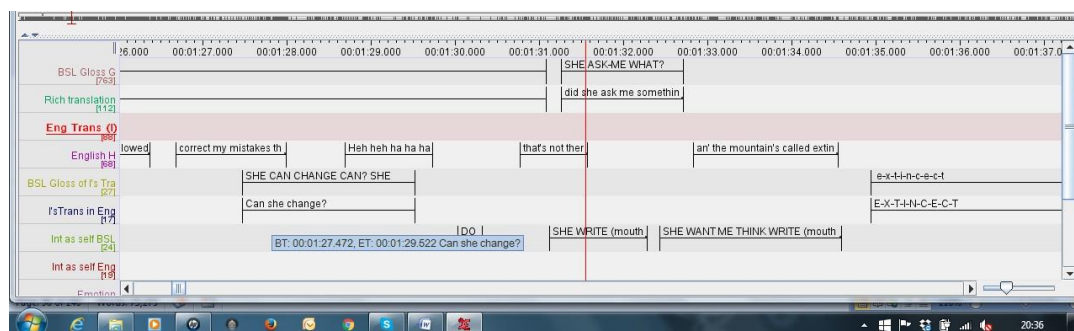 26.000 00:01:27.000 00:01:28.000 00:01:29.000 00:01:30.000 00:01:31.000 00:01:32.000 00:01:33.000 00:01:34.000 00:01:35.000 00:01:36.000 00:01:37.0
BSL Gloss G SHE ASK-ME WHAT?
[763]
Rich translation did she ask me somethin
[112]
Eng Trans (I)
[88]
English H lowed correct my mistakes th Heh heh ha ha ha that's not ther an' the mountain's called extin
[68]
BSL Gloss of I's Tra SHE CAN CHANGE CAN? SHE e-x-t-i-n-c-e-c-t
[27]
I'sTrans in Eng Can she change? E-X-T-I-N-C-E-C-T
[17]
Int as self BSL DO SHE WRITE (mouth SHE WANT ME THINK WRITE (mouth
[24]
BT: 00:01:27.472, ET: 00:01:29.522 Can she change?
Int as self Eng
[19]
Emotion
20:36